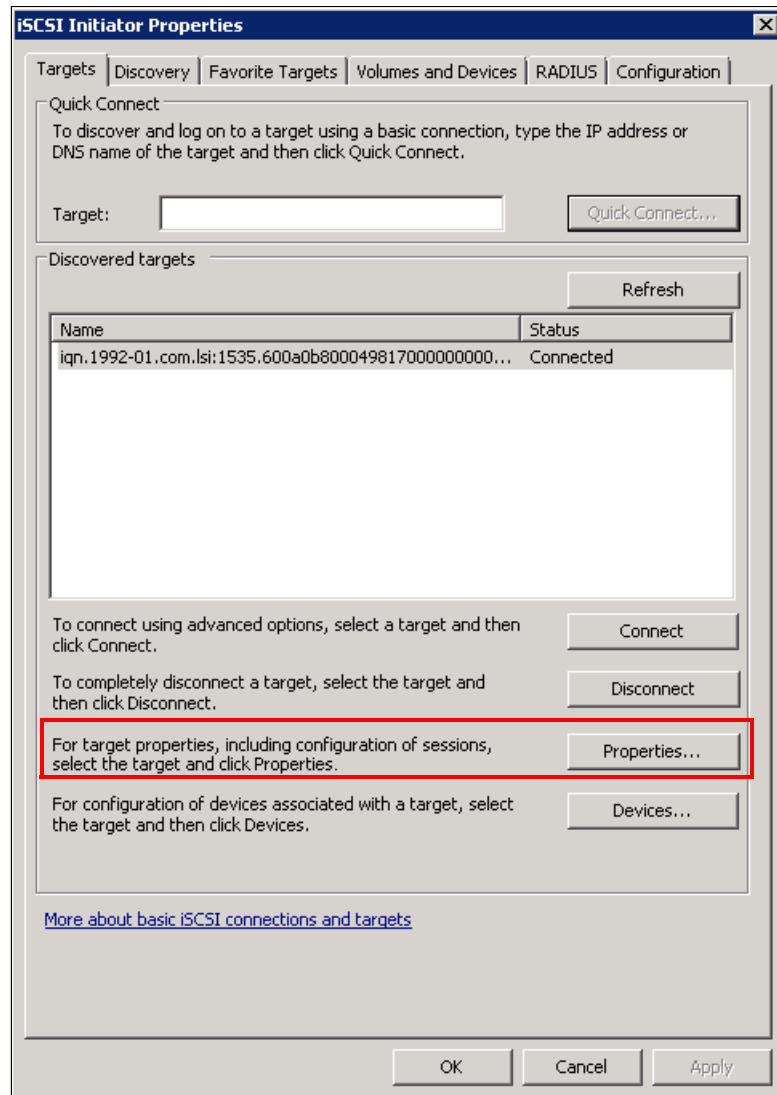 iSCSI Initiator Properties
Targets Discovery Favorite Targets Volumes and Devices RADIUS Configuration
Quick Connect
To discover and log on to a target using a basic connection, type the IP address or
DNS name of the target and then click Quick Connect.
Target: Quick Connect...
Discovered targets
Refresh
Name Status
iqn.1992-01.com.lsi:1535.600a0b8000498170000000000... Connected
To connect using advanced options, select a target and then
click Connect.
Connect
To completely disconnect a target, select the target and
then click Disconnect.
Disconnect
For target properties, including configuration of sessions,
select the target and click Properties.
Properties...
For configuration of devices associated with a target, select
the target and then click Devices.
Devices...
More about basic iSCSI connections and targets
OK Cancel Apply